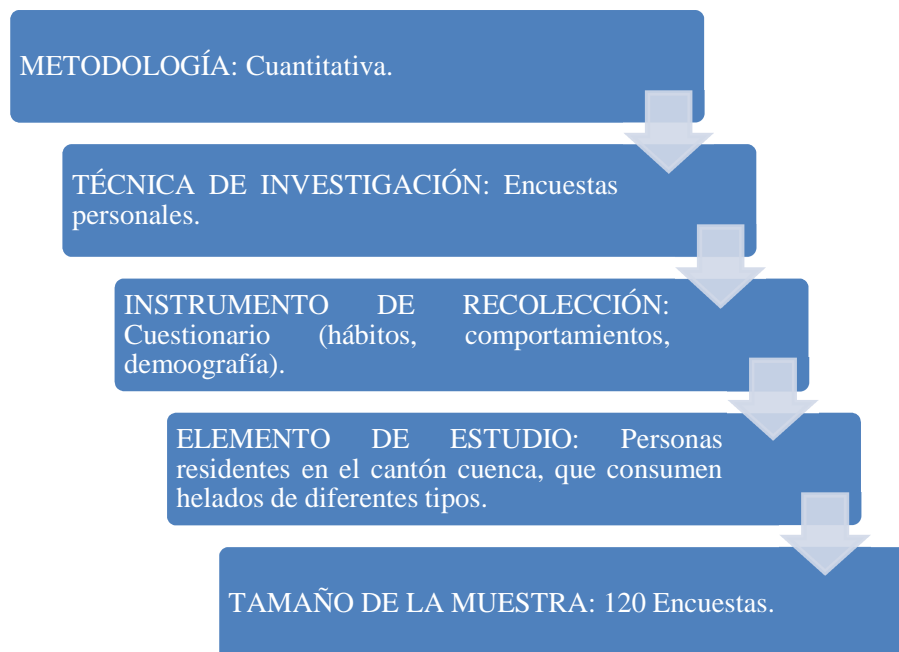 METODOLOGÍA: Cuantitativa.
TÉCNICA DE INVESTIGACIÓN: Encuestas
personales.
INSTRUMENTO DE RECOLECCIÓN:
Cuestionario (hábitos, comportamientos,
demoografía).
ELEMENTO DE ESTUDIO: Personas
residentes en el cantón cuenca, que consumen
helados de diferentes tipos.
TAMAÑO DE LA MUESTRA: 120 Encuestas.